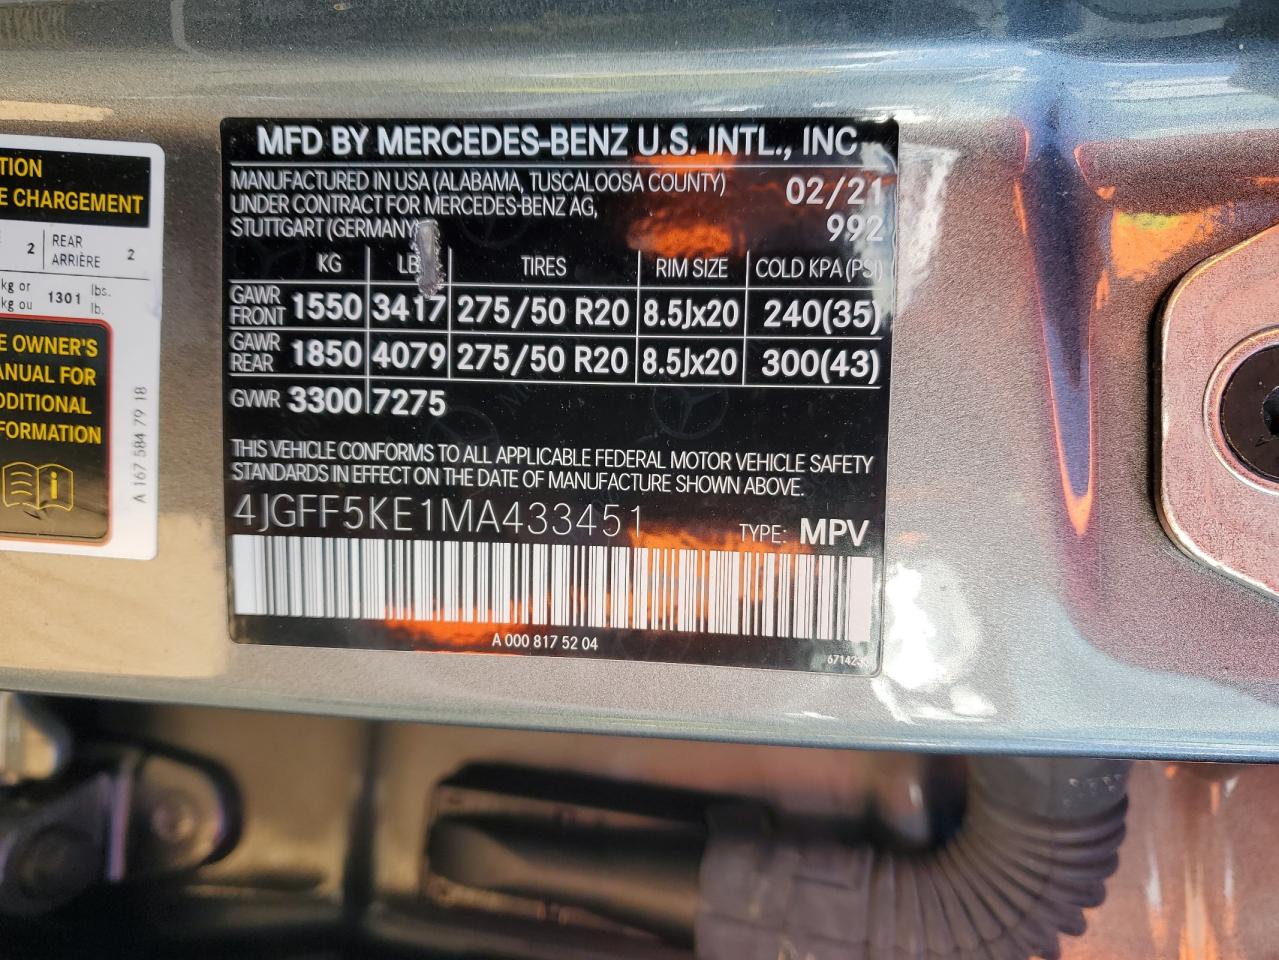 TION
E CHARGEMENT
2 REAR ARRIÈRE 2
kg or
kg ou 1301 lbs. lb.
E OWNER'S
ANUAL FOR
DDITIONAL
FORMATION
A 167 584 79 18
MFD BY MERCEDES-BENZ U.S. INTL., INC
MANUFACTURED IN USA (ALABAMA, TUSCALOOSA COUNTY) 02/21
UNDER CONTRACT FOR MERCEDES-BENZ AG,
STUTTGART (GERMANY) 992
KG LB TIRES RIM SIZE COLD KPA (PSI)
GAWR FRONT 1550 3417 275/50 R20 8.5Jx20 240(35)
GAWR REAR 1850 4079 275/50 R20 8.5Jx20 300(43)
GVWR 3300 7275
THIS VEHICLE CONFORMS TO ALL APPLICABLE FEDERAL MOTOR VEHICLE SAFETY
STANDARDS IN EFFECT ON THE DATE OF MANUFACTURE SHOWN ABOVE.
4JGFF5KE1MA433451 TYPE: MPV
A 000 817 52 04